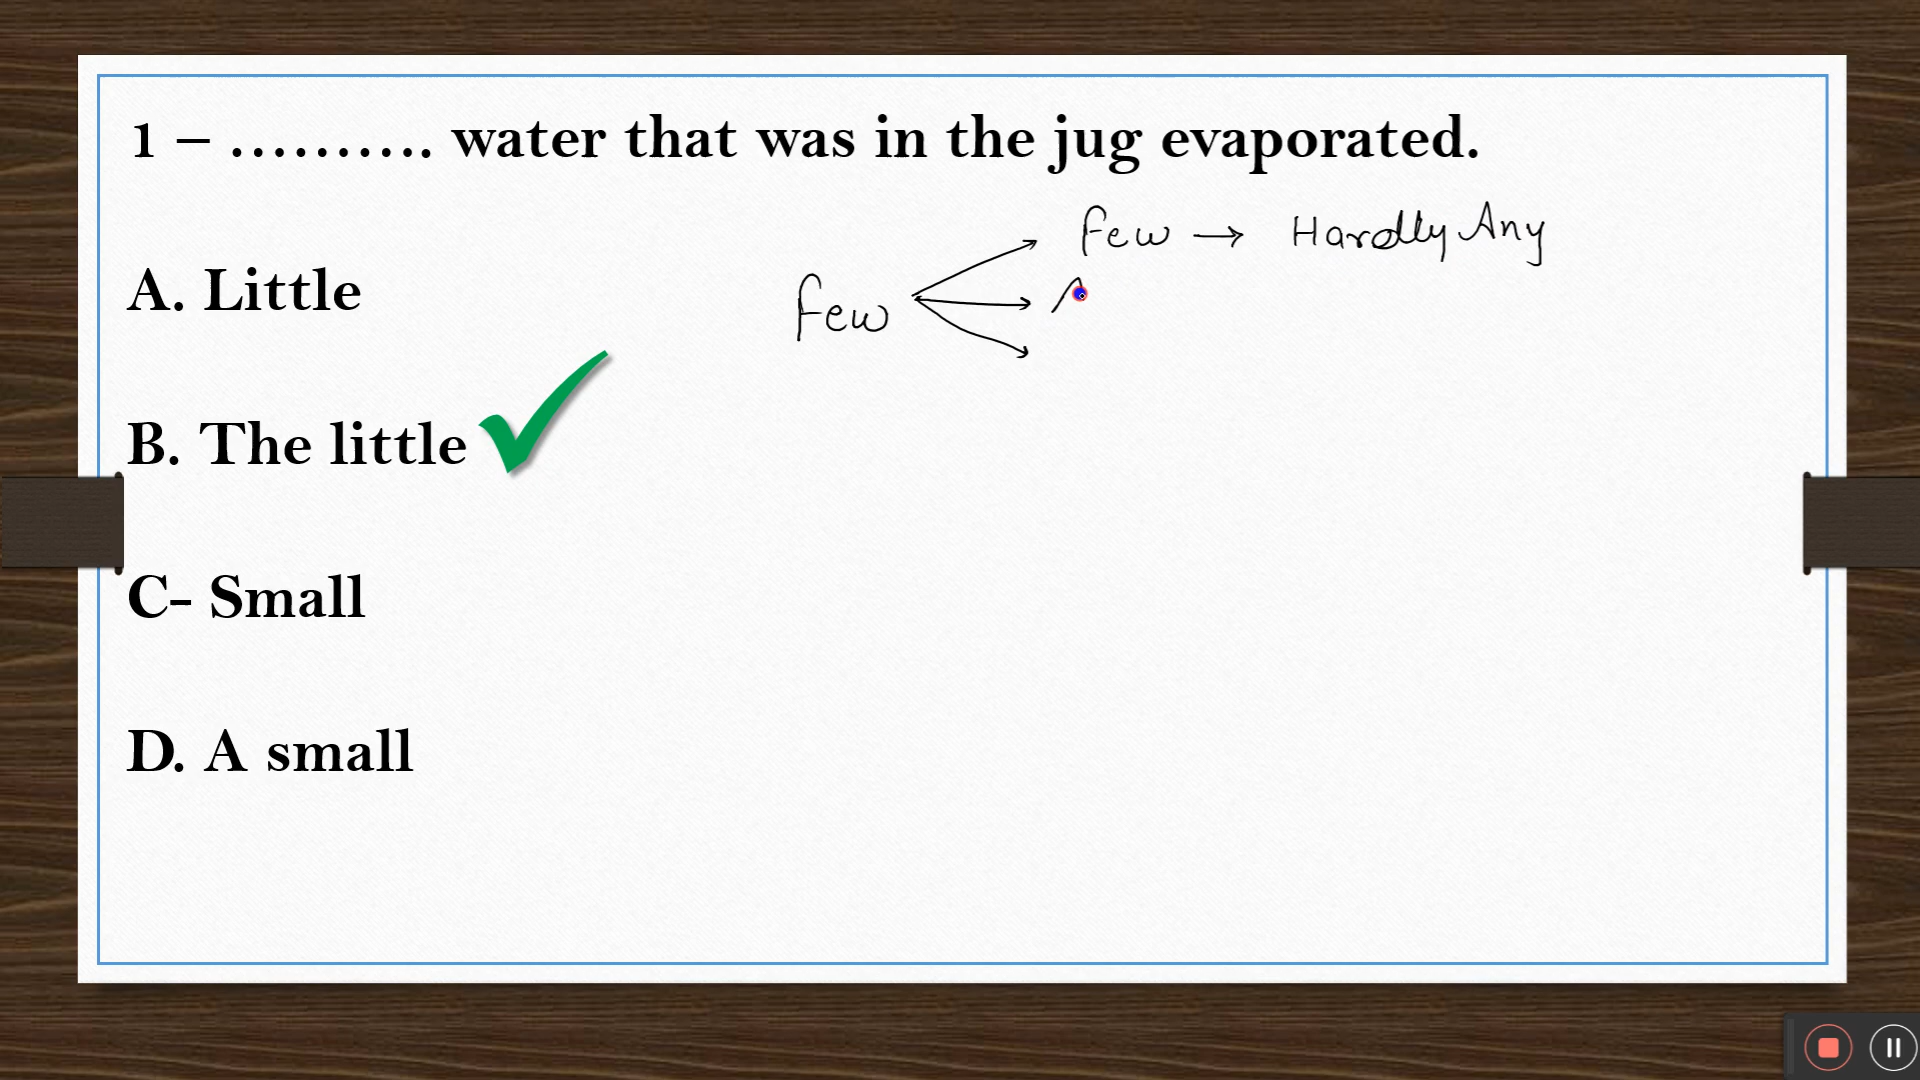 1 – .......... water that was in the jug evaporated.
Few → Hardly Any
A. Little
Few
B. The little
C- Small
D. A small